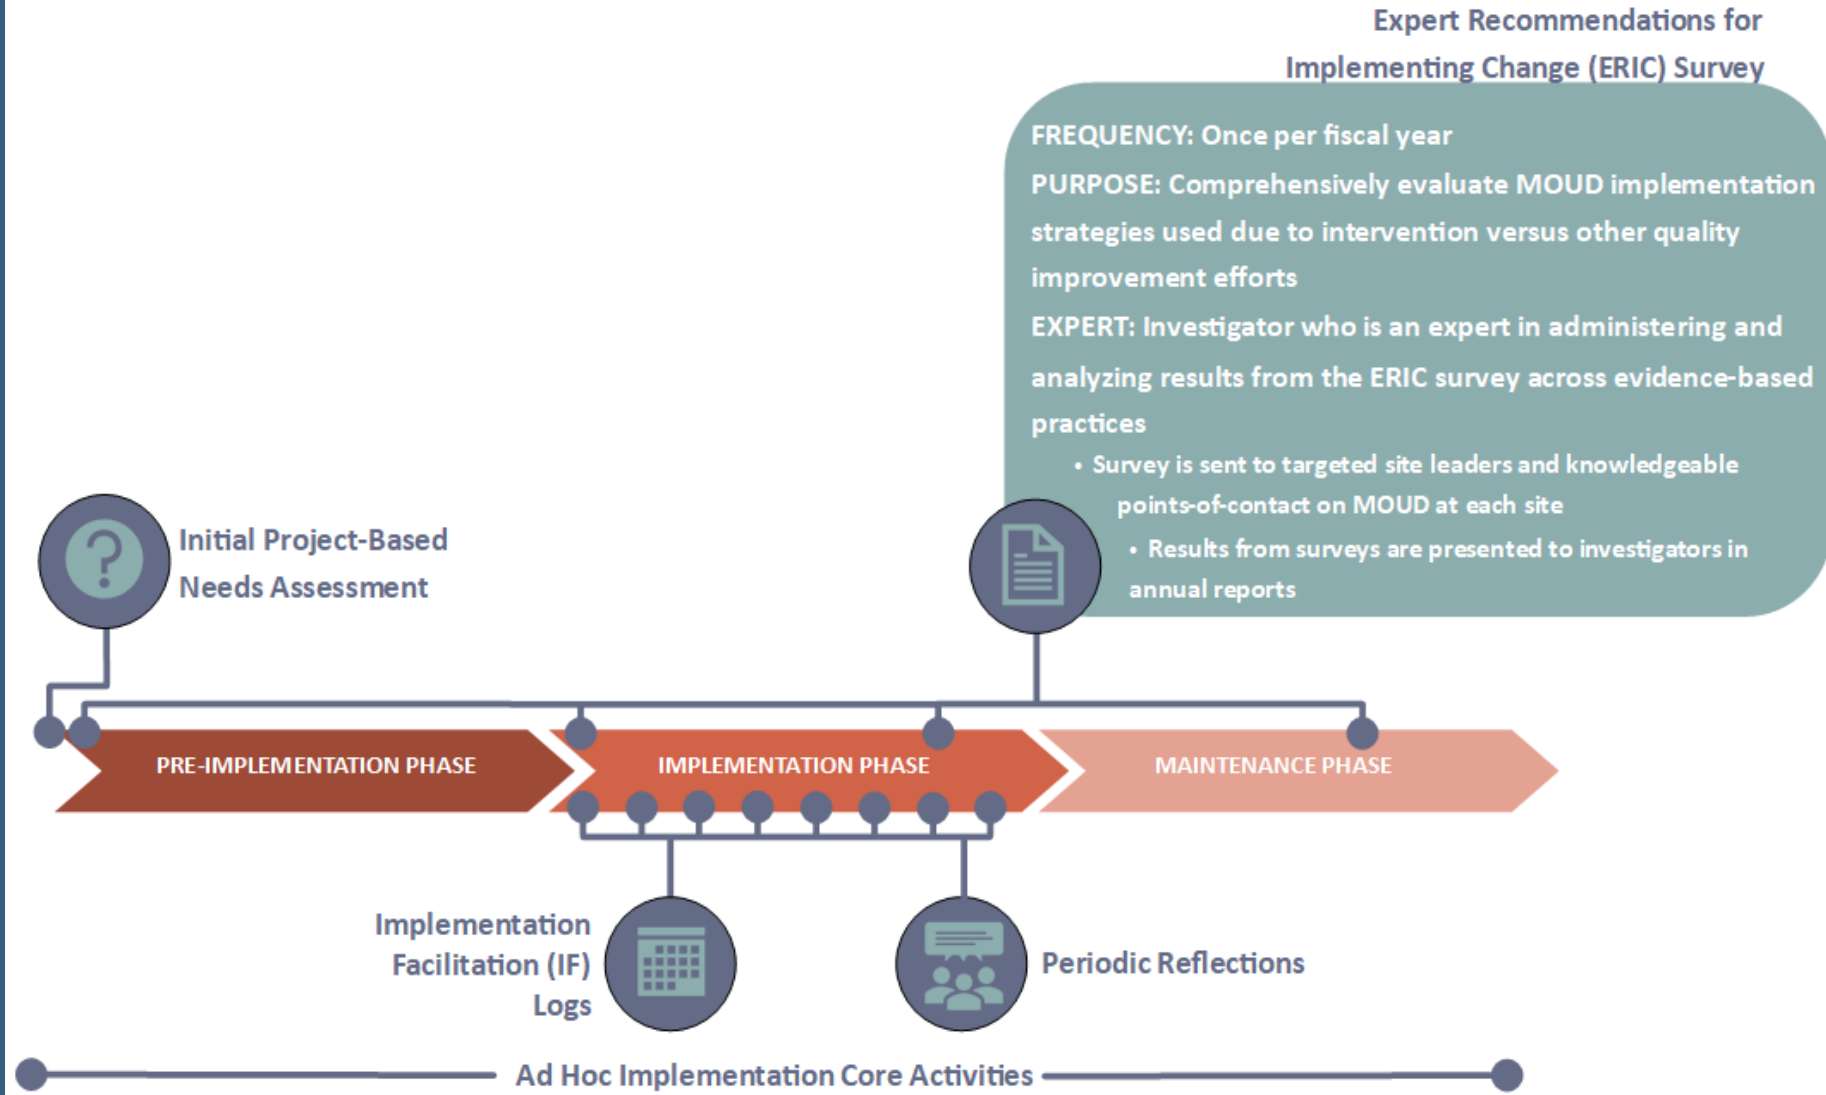 Expert Recommendations for
Implementing Change (ERIC) Survey
FREQUENCY: Once per fiscal year
PURPOSE: Comprehensively evaluate MOUD implementation
strategies used due to intervention versus other quality
improvement efforts
EXPERT: Investigator who is an expert in administering and
analyzing results from the ERIC survey across evidence-based
practices
• Survey is sent to targeted site leaders and knowledgeable
points-of-contact on MOUD at each site
• Results from surveys are presented to investigators in
annual reports
Initial Project-Based
Needs Assessment
PRE-IMPLEMENTATION PHASE
IMPLEMENTATION PHASE
MAINTENANCE PHASE
Implementation
Facilitation (IF)
Logs
Periodic Reflections
Ad Hoc Implementation Core Activities